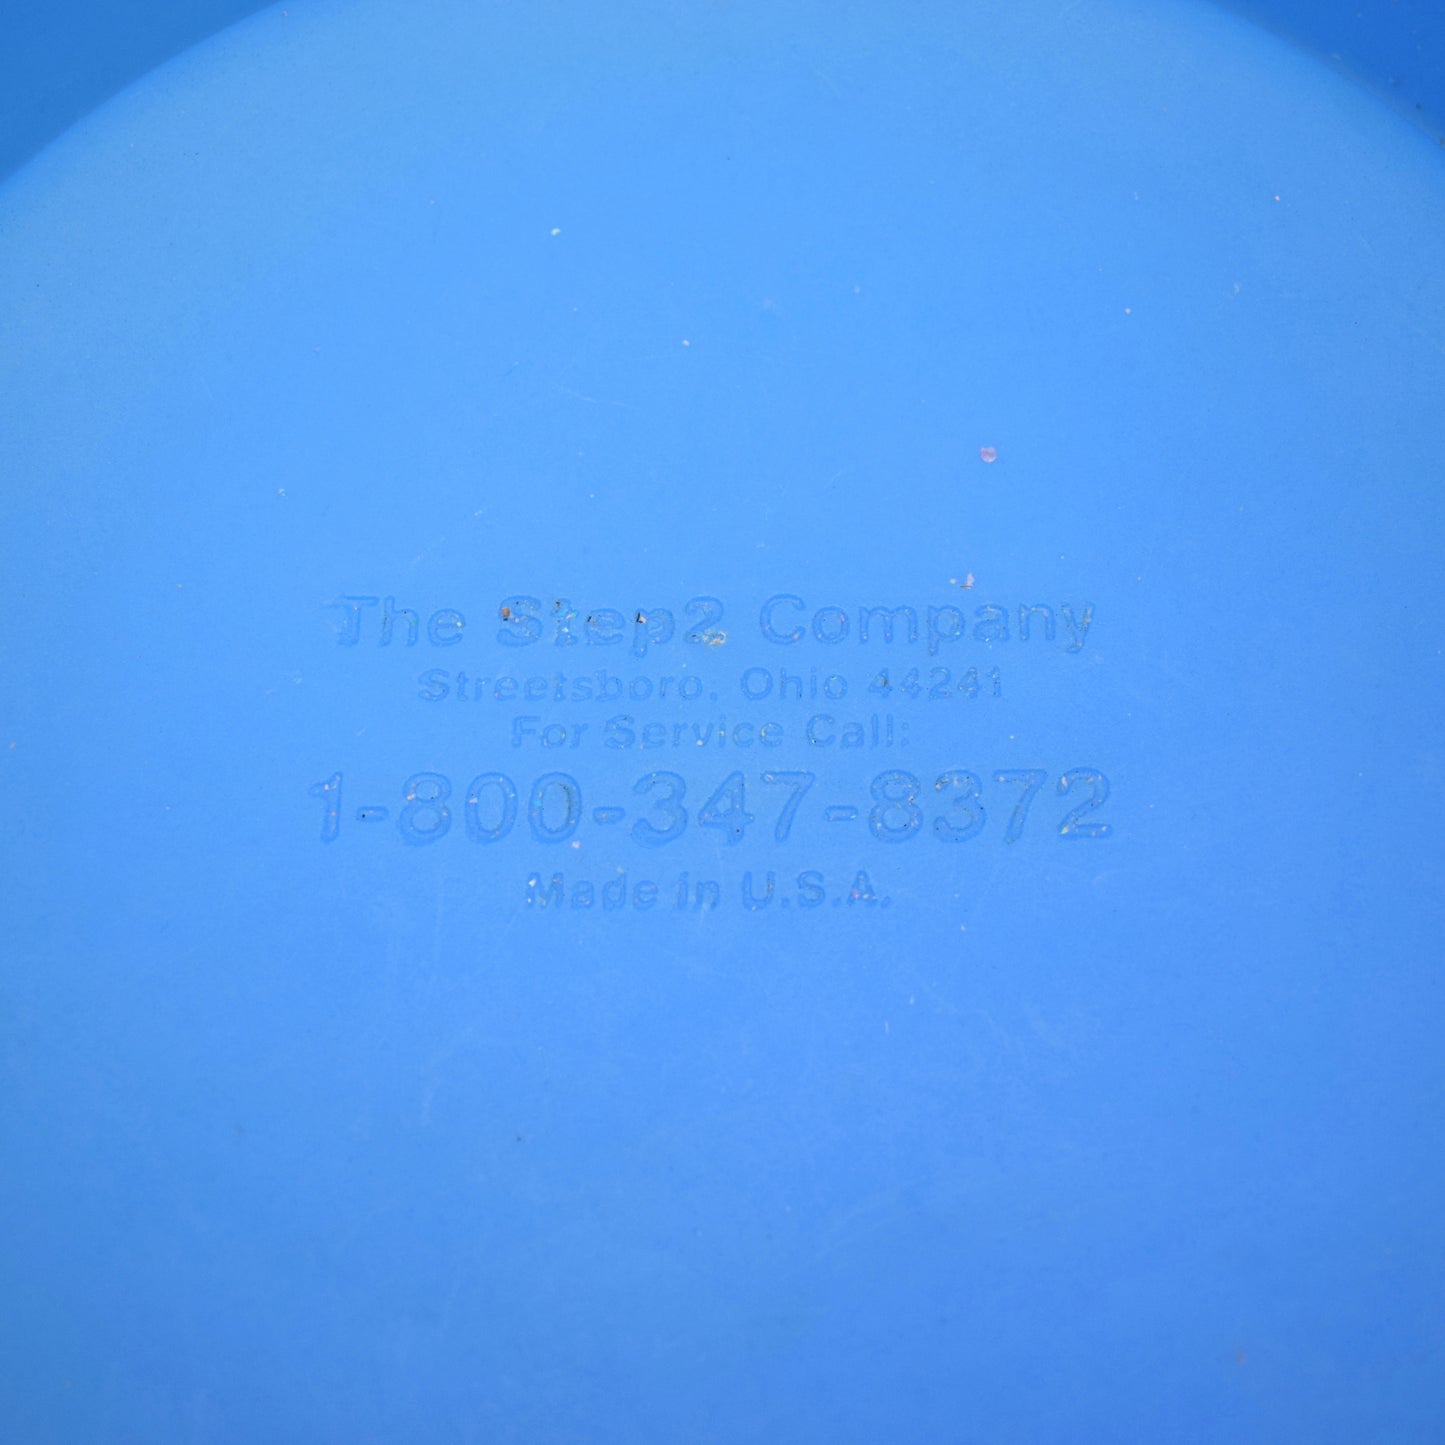 The Step2 Company
Streetsboro, Ohio 44241
For Service Call:
1-800-347-8372
Made in U.S.A.